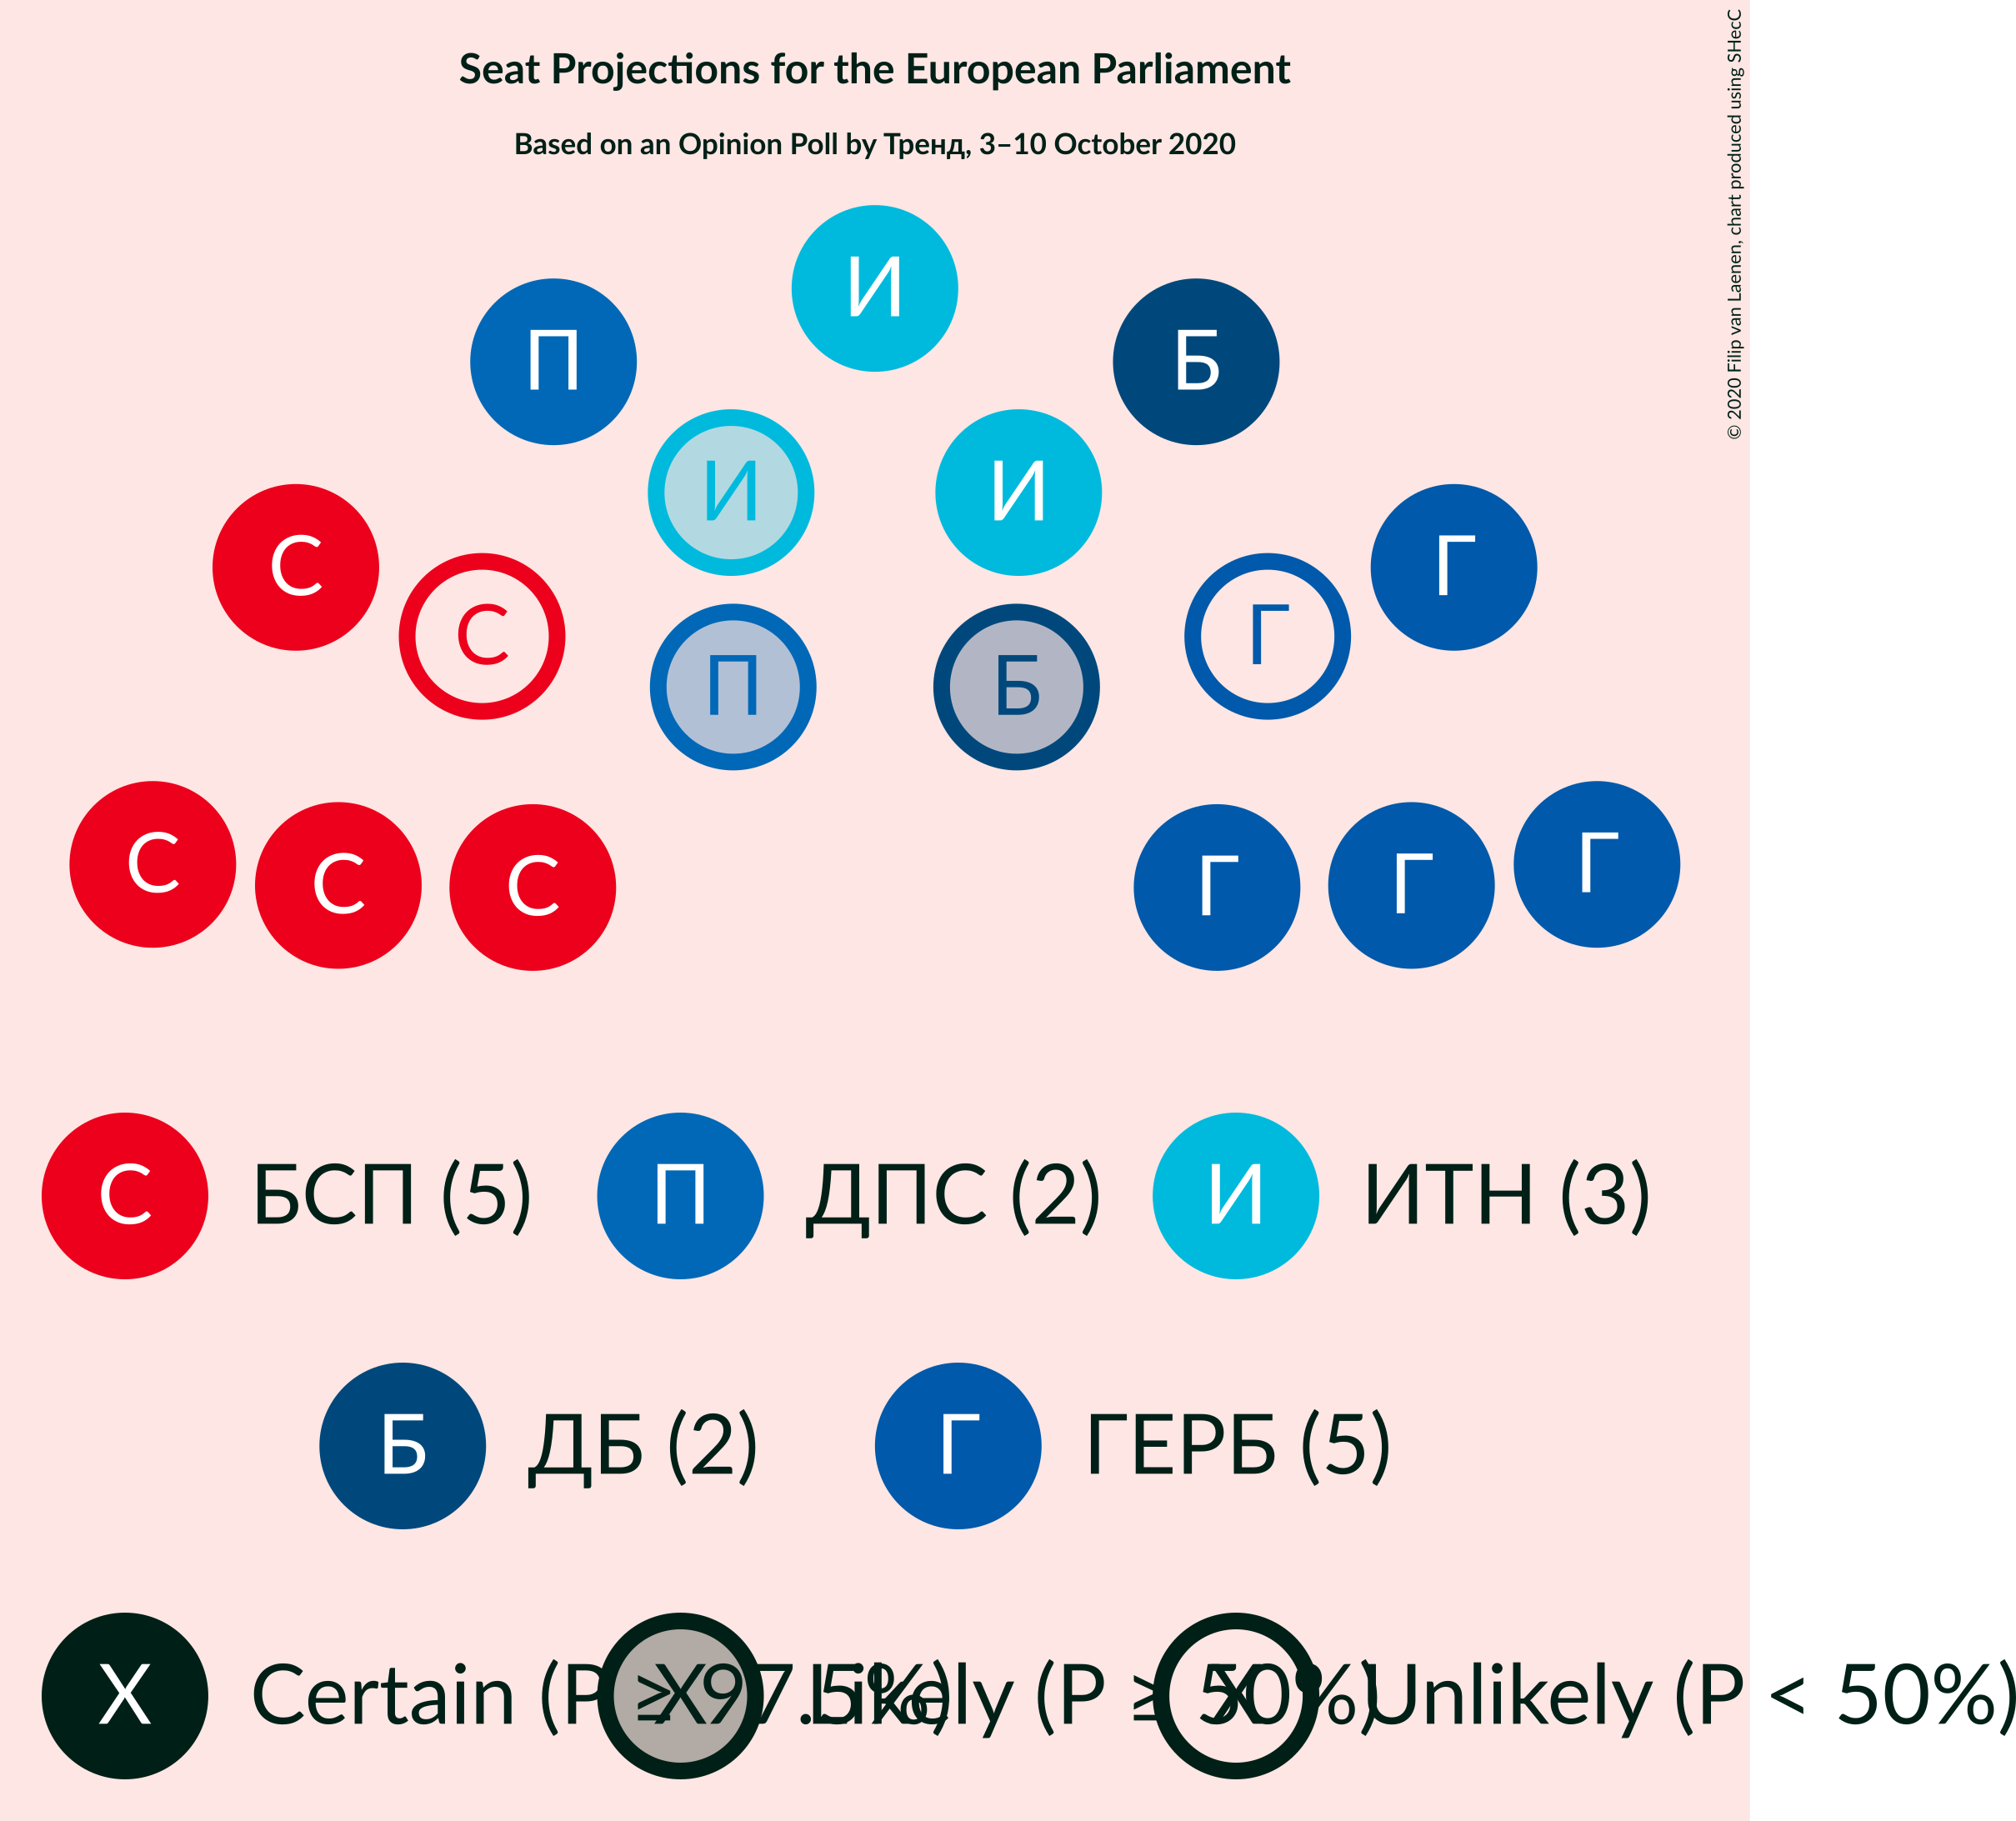 Seat Projections for the European Parliament
Based on an Opinion Poll by Тренд, 3–10 October 2020
© 2020 Filip van Laenen, chart produced using SHecC
И
П
Б
И
И
С
Г
С
Г
П
Б
С
С
С
Г
Г
Г
С БСП (5)
П ДПС (2)
И ИТН (3)
Б ДБ (2)
Г ГЕРБ (5)
X Certain (P ≥ 97.5%)
X Likely (P ≥ 50%)
X Unlikely (P < 50%)